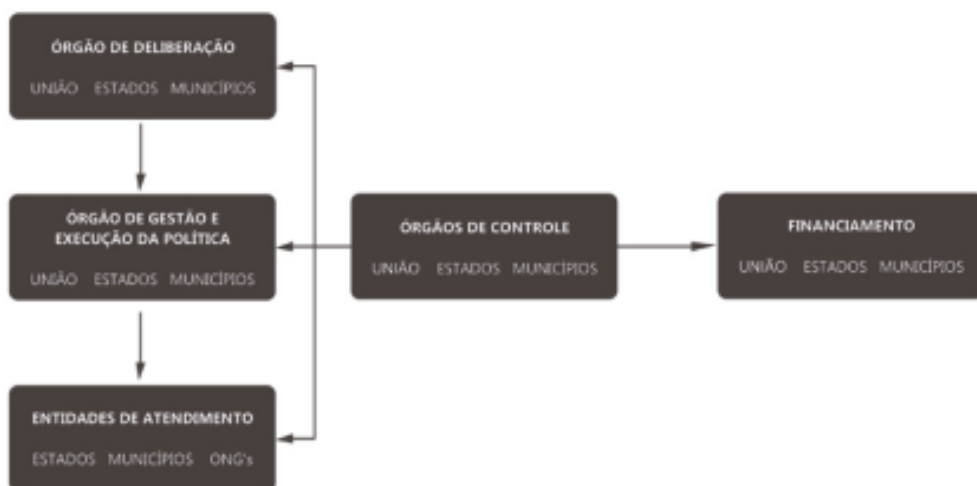 ÓRGÃO DE DELIBERAÇÃO
UNIÃO ESTADOS MUNICÍPIOS
ÓRGÃO DE GESTÃO E
EXECUÇÃO DA POLÍTICA
UNIÃO ESTADOS MUNICÍPIOS
ENTIDADES DE ATENDIMENTO
ESTADOS MUNICÍPIOS ONG's
ÓRGÃOS DE CONTROLE
UNIÃO ESTADOS MUNICÍPIOS
FINANCIAMENTO
UNIÃO ESTADOS MUNICÍPIOS